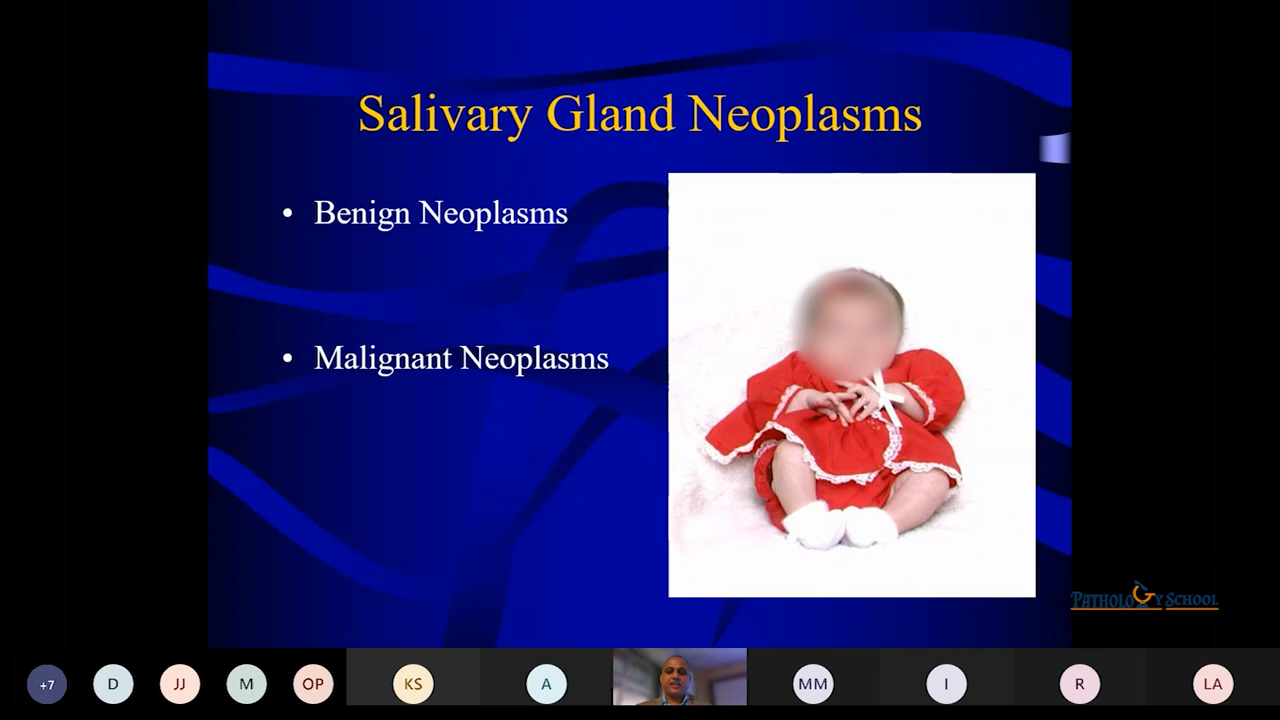 Salivary Gland Neoplasms
• Benign Neoplasms
• Malignant Neoplasms
PATHOLOGY SCHOOL
+7
D
JJ
M
OP
KS
A
MM
I
R
LA